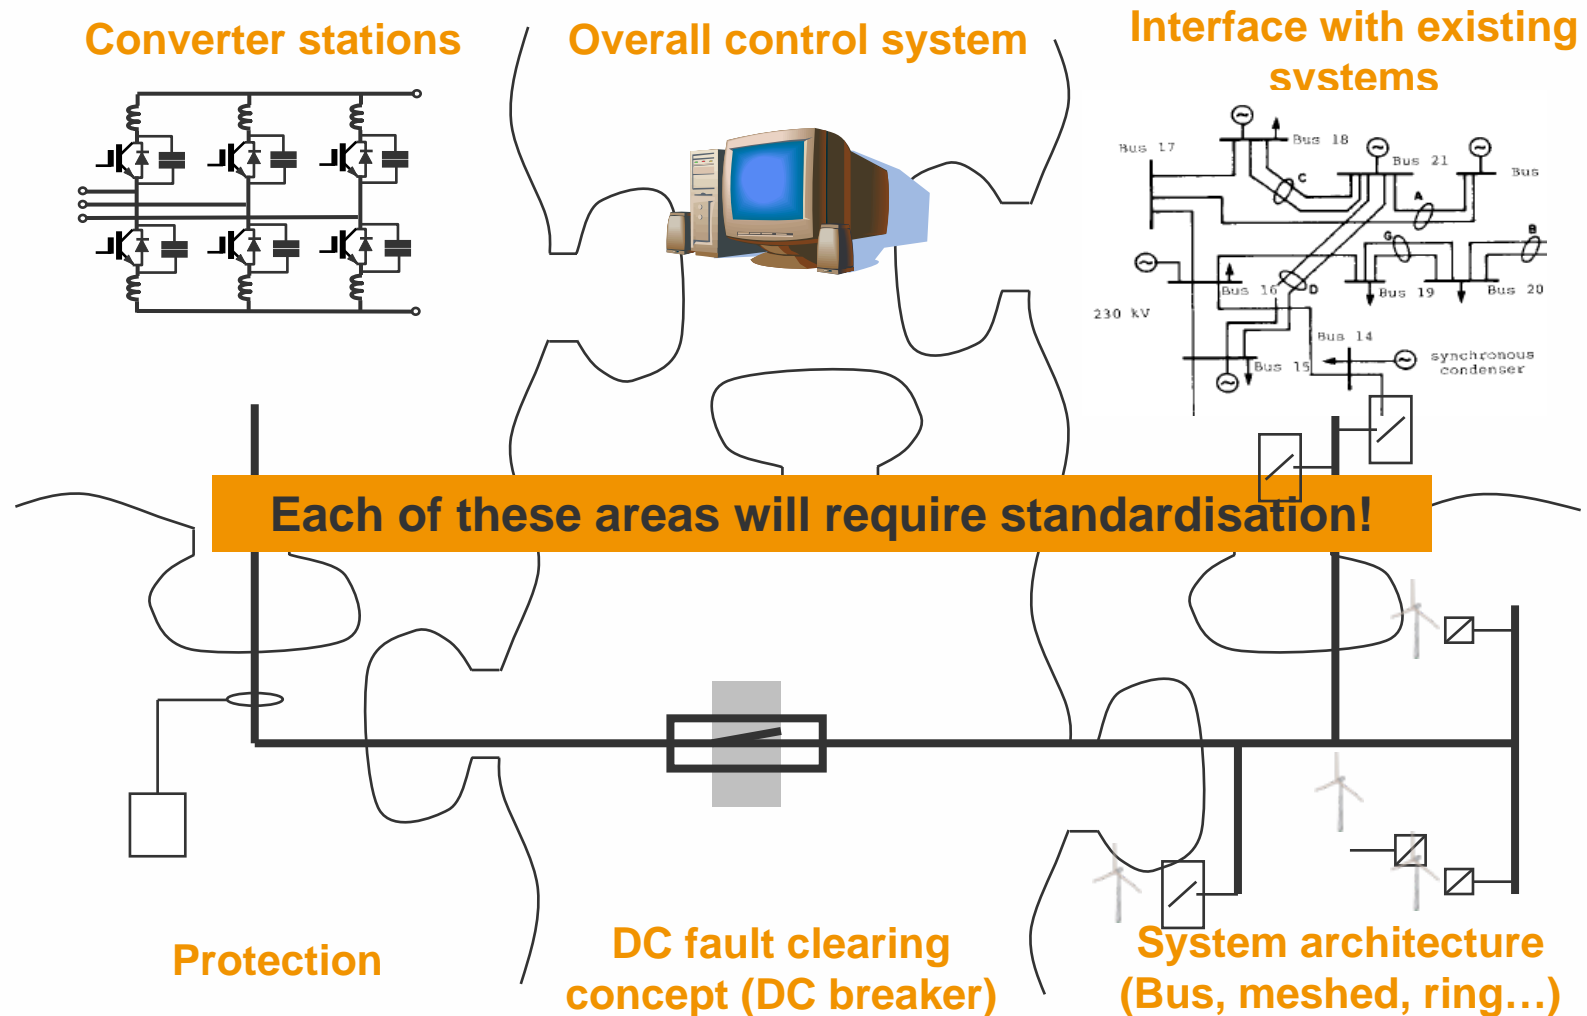 Converter stations
Overall control system
Interface with existing
systems
Bus 17
Bus 18
Bus 21
Bus
C
A
G
B
Bus 16
D
Bus 19
Bus 20
230 kV
Bus 14
Bus 15
synchronous
condenser
Each of these areas will require standardisation!
Protection
DC fault clearing
concept (DC breaker)
System architecture
(Bus, meshed, ring…)